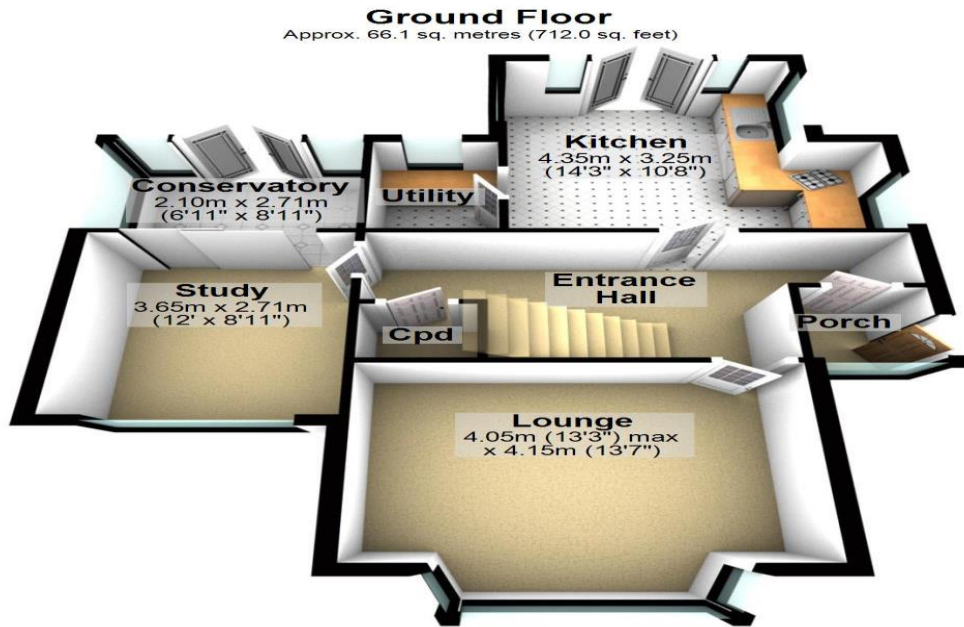 Ground Floor
Approx. 66.1 sq. metres (712.0 sq. feet)
Kitchen
4.35m x 3.25m
(14'3" x 10'8")
Conservatory
2.10m x 2.71m
(6'11" x 8'11")
Utility
Study
3.65m x 2.71m
(12' x 8'11")
Entrance
Hall
Cpd
Porch
Lounge
4.05m (13'3") max
x 4.15m (13'7")